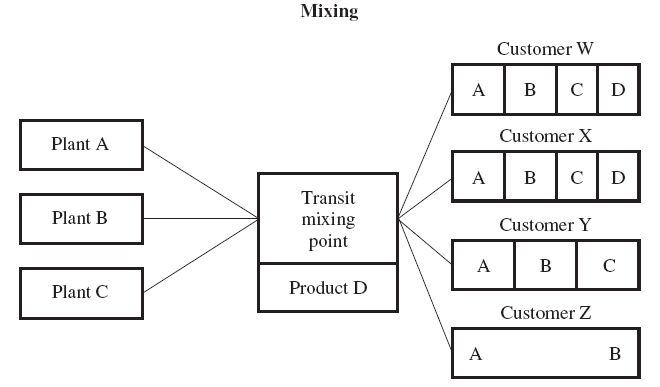 Mixing
Plant A
Plant B
Plant C
Transit
mixing
point
Product D
Customer W
A B C D
Customer X
A B C D
Customer Y
A B C
Customer Z
A B